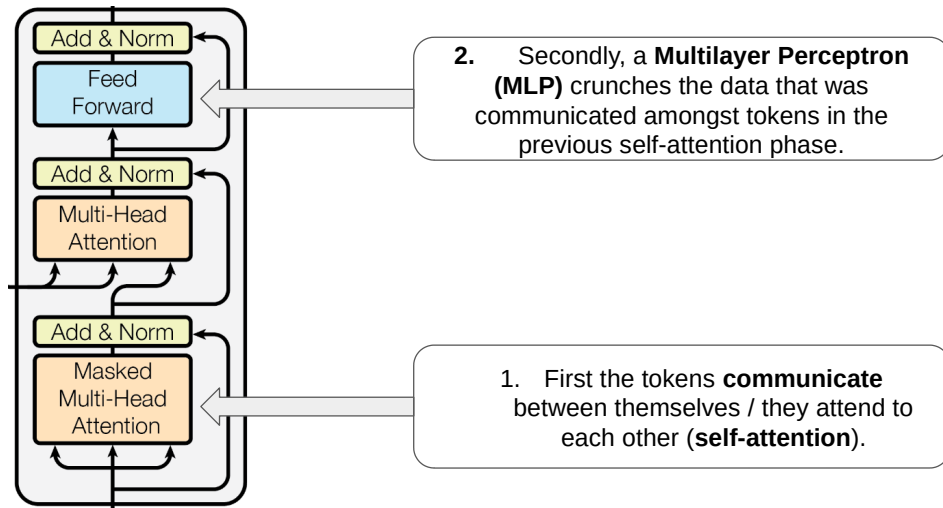 Add & Norm
Feed
Forward
Add & Norm
Multi-Head
Attention
Add & Norm
Masked
Multi-Head
Attention
2. Secondly, a Multilayer Perceptron
(MLP) crunches the data that was
communicated amongst tokens in the
previous self-attention phase.
1. First the tokens communicate
between themselves / they attend to
each other (self-attention).